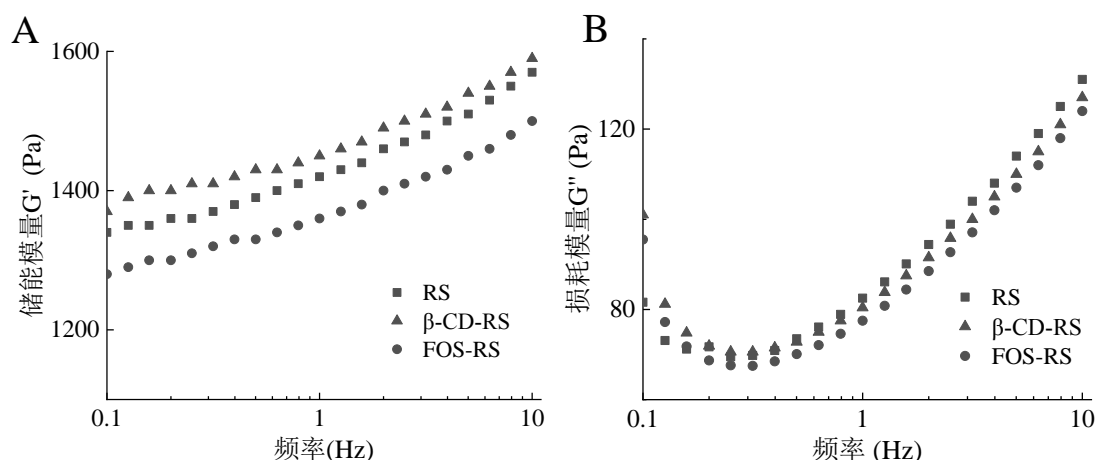 A
储能模量G' (Pa)
1600
1400
1200
RS
β-CD-RS
FOS-RS
0.1
1
10
频率(Hz)
B
损耗模量G'' (Pa)
120
80
RS
β-CD-RS
FOS-RS
0.1
1
10
频率 (Hz)